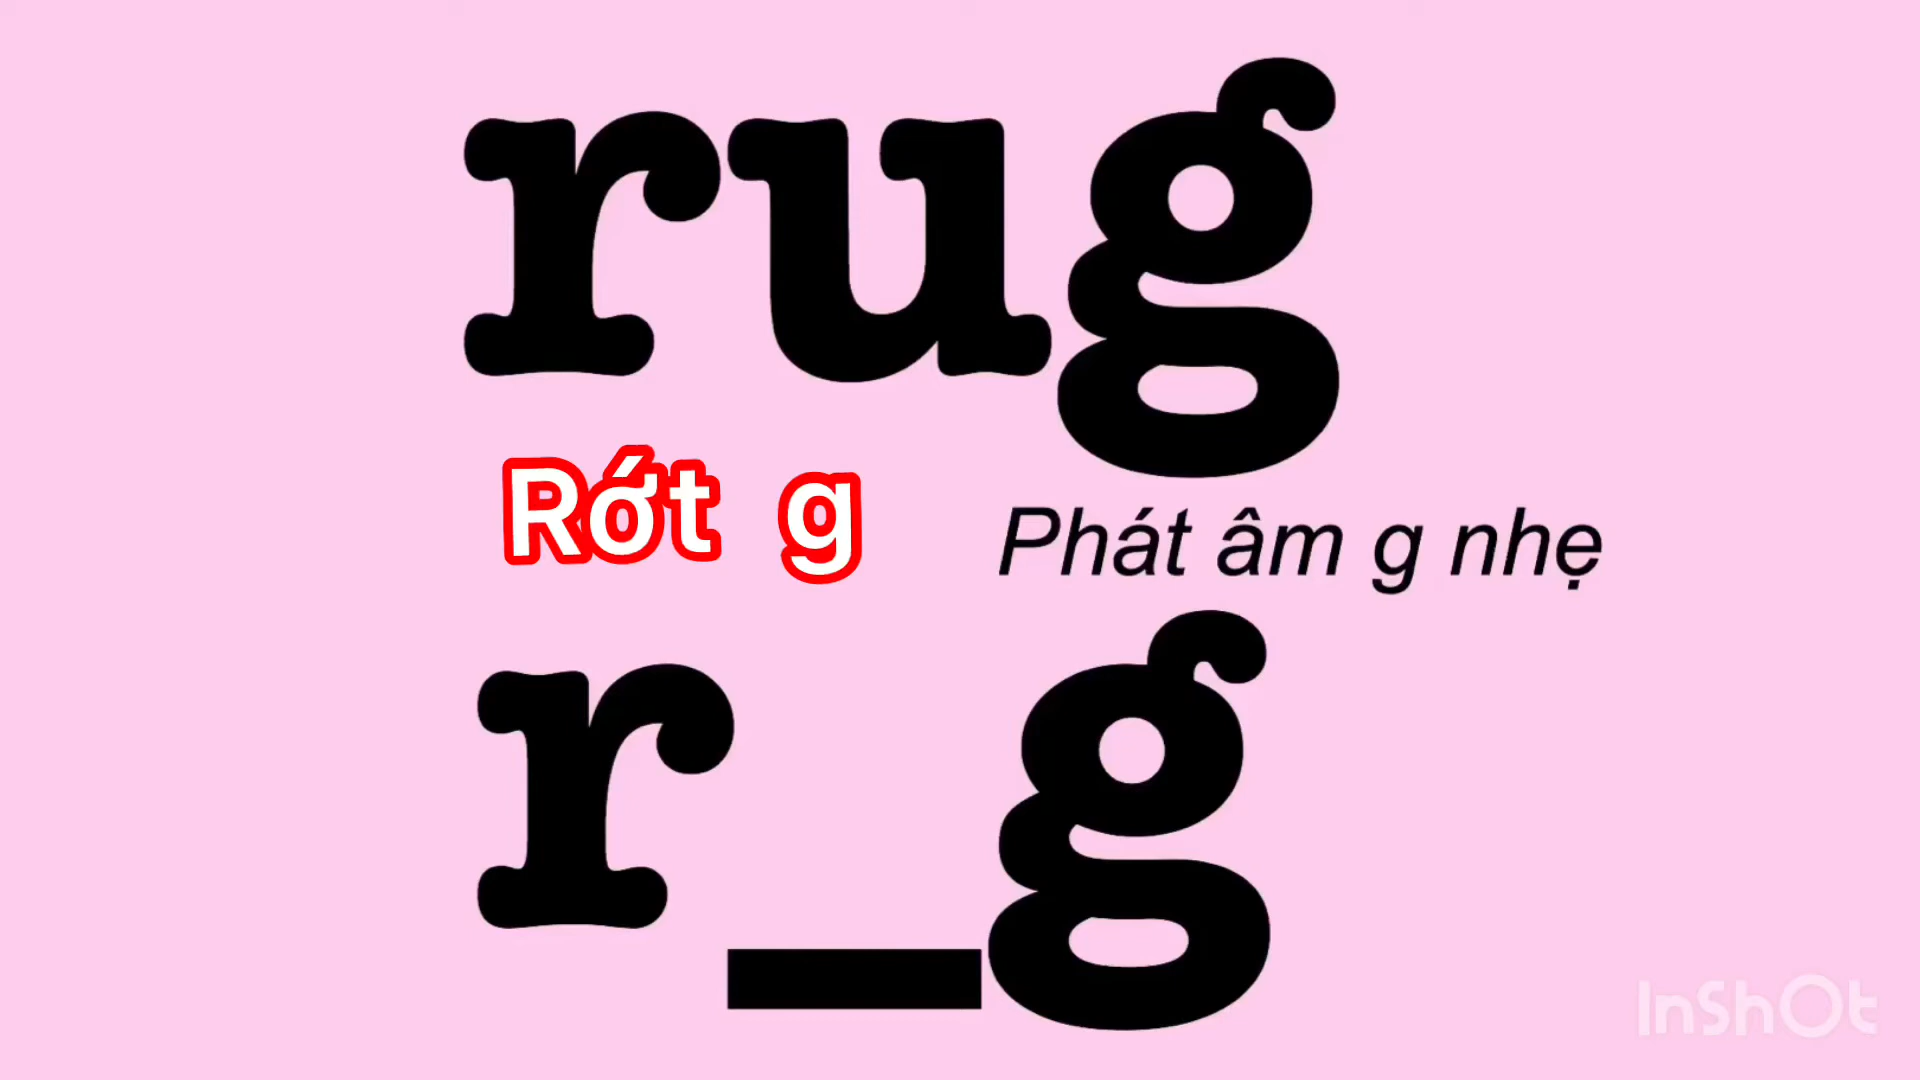 rug
Rớt g
Phát âm g nhẹ
r_g
InShOt